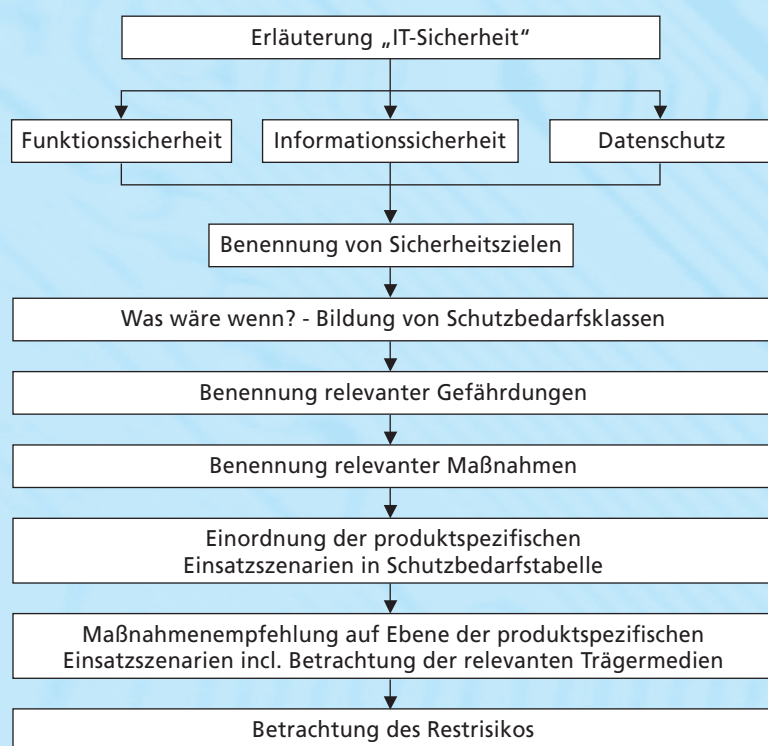 Erläuterung „IT-Sicherheit“
Funktionssicherheit
Informationssicherheit
Datenschutz
Benennung von Sicherheitszielen
Was wäre wenn? - Bildung von Schutzbedarfsklassen
Benennung relevanter Gefährdungen
Benennung relevanter Maßnahmen
Einordnung der produktspezifischen
Einsatzszenarien in Schutzbedarfstabelle
Maßnahmenempfehlung auf Ebene der produktspezifischen
Einsatzszenarien incl. Betrachtung der relevanten Trägermedien
Betrachtung des Restrisikos